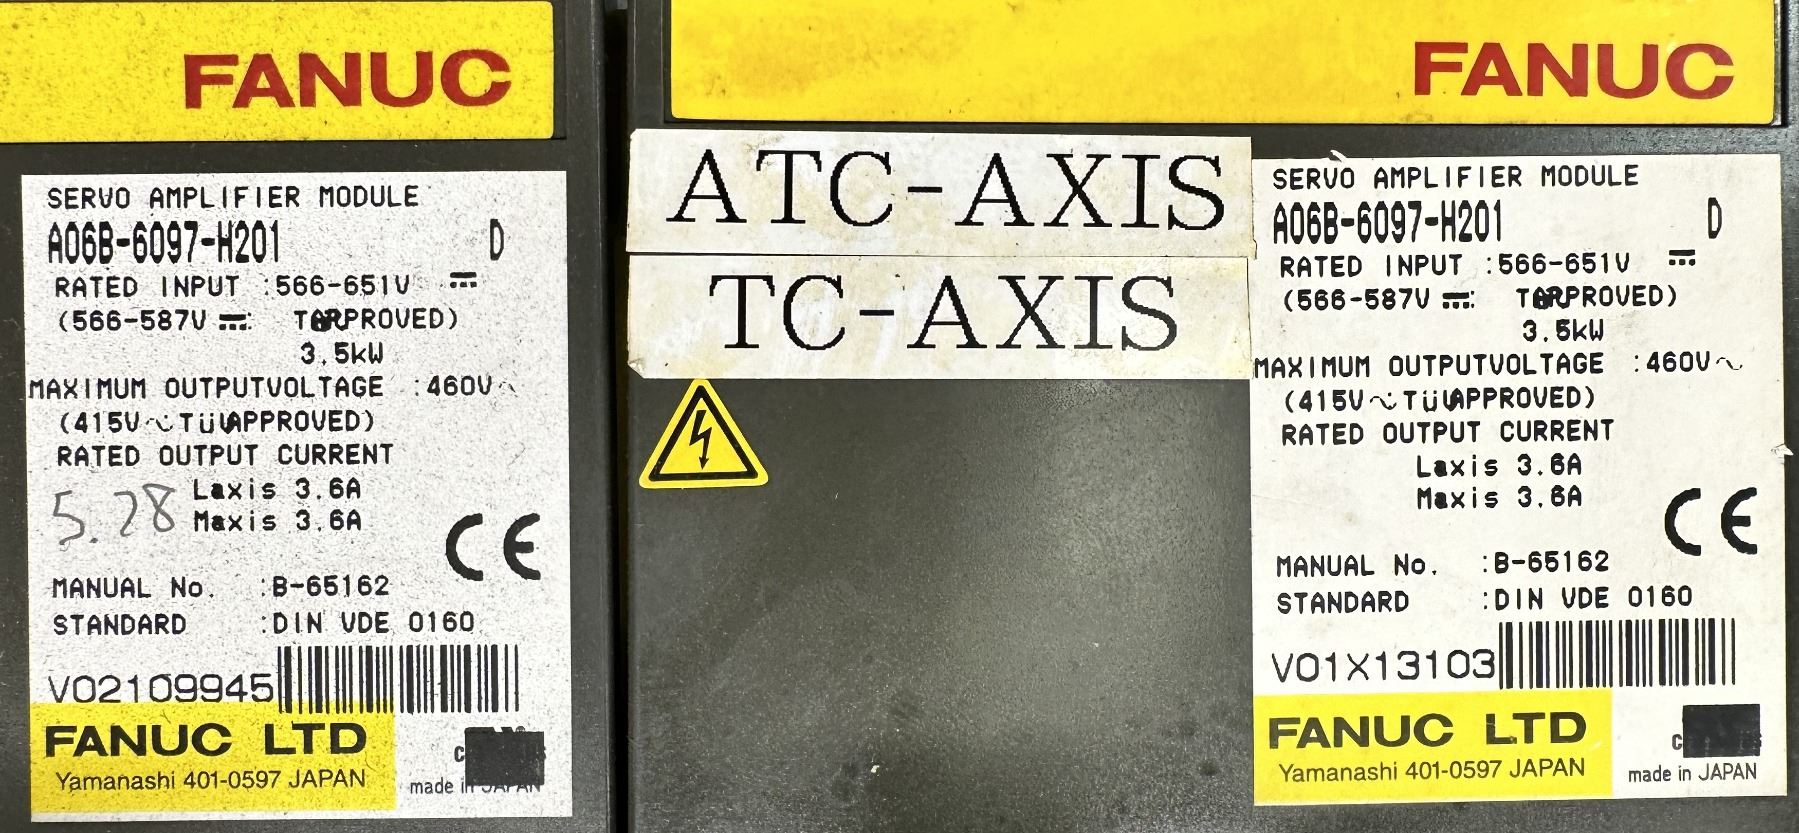 FANUC
SERVO AMPLIFIER MODULE
A06B-6097-H201 D
RATED INPUT :566-651V
(566-587V : PROVED)
3.5kW
MAXIMUM OUTPUTVOLTAGE :460V~
(415V~:TÜV APPROVED)
RATED OUTPUT CURRENT
5.28
Laxis 3.6A
Maxis 3.6A
CE
MANUAL No. :B-65162
STANDARD :DIN VDE 0160
V02109945
FANUC LTD
Yamanashi 401-0597 JAPAN
made in JAPAN
ATC-AXIS
TC-AXIS
FANUC
SERVO AMPLIFIER MODULE
A06B-6097-H201 D
RATED INPUT :566-651V
(566-587V : PROVED)
3.5kW
MAXIMUM OUTPUTVOLTAGE :460V~
(415V~:TÜV APPROVED)
RATED OUTPUT CURRENT
Laxis 3.6A
Maxis 3.6A
CE
MANUAL No. :B-65162
STANDARD :DIN VDE 0160
V01X13103
FANUC LTD
Yamanashi 401-0597 JAPAN
made in JAPAN